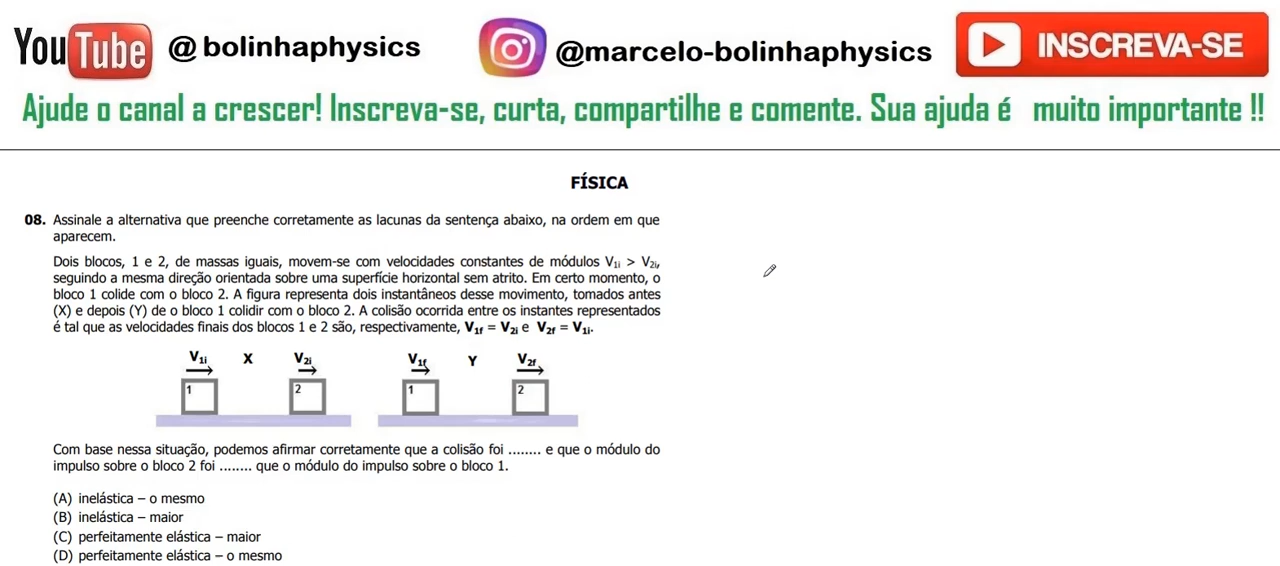 YouTube @ bolinhaphysics @marcelo-bolinhaphysics INSCREVA-SE
Ajude o canal a crescer! Inscreva-se, curta, compartilhe e comente. Sua ajuda é muito importante !!
FÍSICA
08. Assinale a alternativa que preenche corretamente as lacunas da sentença abaixo, na ordem em que
aparecem.
Dois blocos, 1 e 2, de massas iguais, movem-se com velocidades constantes de módulos V1i > V2i,
seguindo a mesma direção orientada sobre uma superfície horizontal sem atrito. Em certo momento, o
bloco 1 colide com o bloco 2. A figura representa dois instantâneos desse movimento, tomados antes
(X) e depois (Y) de o bloco 1 colidir com o bloco 2. A colisão ocorrida entre os instantes representados
é tal que as velocidades finais dos blocos 1 e 2 são, respectivamente, V1f = V2i e V2f = V1i.
V1i X V2i V1f Y V2f
1 2 1 2
Com base nessa situação, podemos afirmar corretamente que a colisão foi ........ e que o módulo do
impulso sobre o bloco 2 foi ........ que o módulo do impulso sobre o bloco 1.
(A) inelástica – o mesmo
(B) inelástica – maior
(C) perfeitamente elástica – maior
(D) perfeitamente elástica – o mesmo